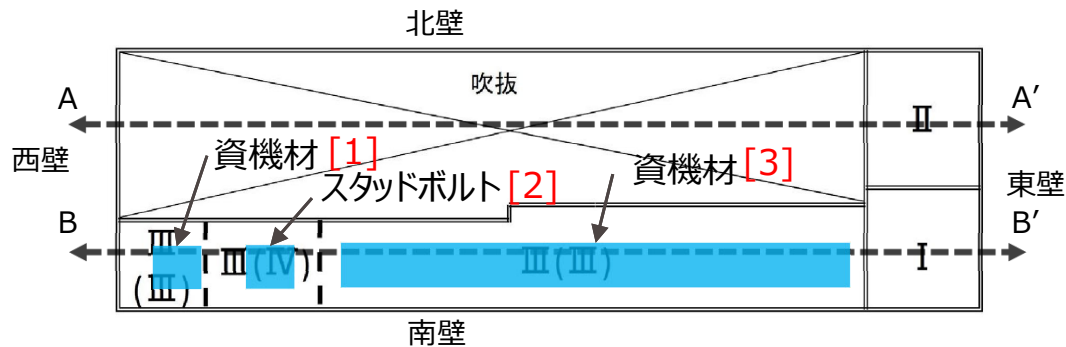 北壁
吹抜
A
A′
Ⅱ
西壁
資機材[1]
スタッドボルト[2]
資機材[3]
東壁
B
B′
Ⅲ
(Ⅲ)
Ⅲ(Ⅳ)
Ⅲ(Ⅲ)
Ⅰ
南壁